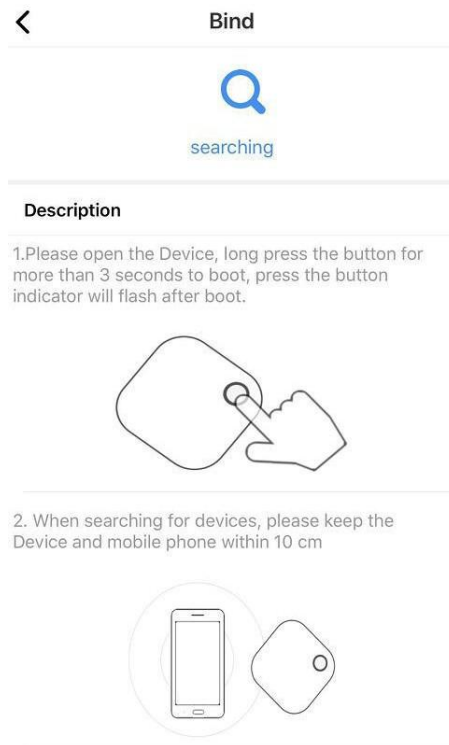 Bind
searching
Description
1.Please open the Device, long press the button for
more than 3 seconds to boot, press the button
indicator will flash after boot.
2. When searching for devices, please keep the
Device and mobile phone within 10 cm